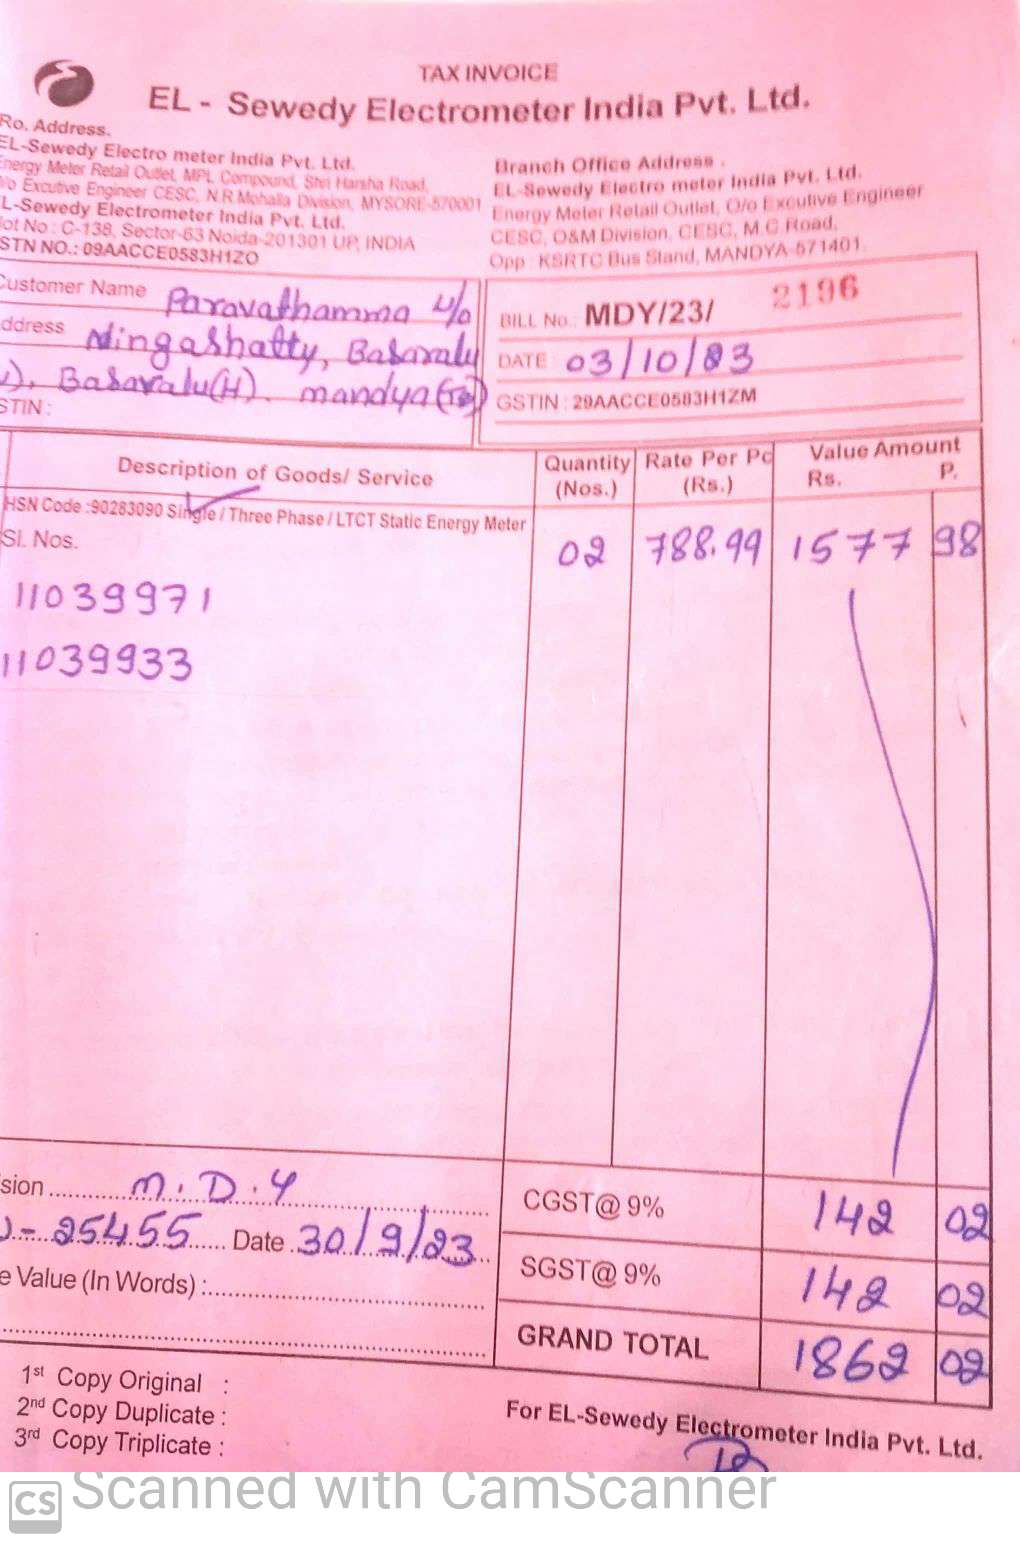 TAX INVOICE
EL - Sewedy Electrometer India Pvt. Ltd.
Ro. Address.
EL-Sewedy Electro meter India Pvt. Ltd.
Energy Meter Retail Outlet, MPL Compound, Shri Harsha Road,
/o Excutive Engineer CESC, N.R Mohalla Division, MYSORE-570001
L-Sewedy Electrometer India Pvt. Ltd.
lot No : C-138, Sector-63 Noida-201301 UP, INDIA
STN NO.: 09AACCE0583H1ZO
Branch Office Address .
EL-Sewedy Electro meter India Pvt. Ltd.
Energy Meter Retail Outlet, O/o Excutive Engineer
CESC, O&M Division, CESC, M.G.Road,
Opp : KSRTC Bus Stand, MANDYA-571401.
Customer Name Paravathamma w/o
ddress Ningashatty, Basaralu
), Basaralu(H). mandya(T)
STIN :
BILL No. MDY/23/ 2196
DATE 03/10/23
GSTIN : 29AACCE0583H1ZM
Description of Goods/ Service
Quantity (Nos.)
Rate Per Pc (Rs.)
Value Amount
Rs. P.
HSN Code :90283090 Single / Three Phase / LTCT Static Energy Meter
Sl. Nos.
02 788.99 1577 98
11039971
11039933
sion M.D.Y
- 25455 Date 30/9/23
e Value (In Words) :
CGST@ 9% 142 02
SGST@ 9% 142 02
GRAND TOTAL 1862 02
1st Copy Original :
2nd Copy Duplicate :
3rd Copy Triplicate :
For EL-Sewedy Electrometer India Pvt. Ltd.
CS Scanned with CamScanner